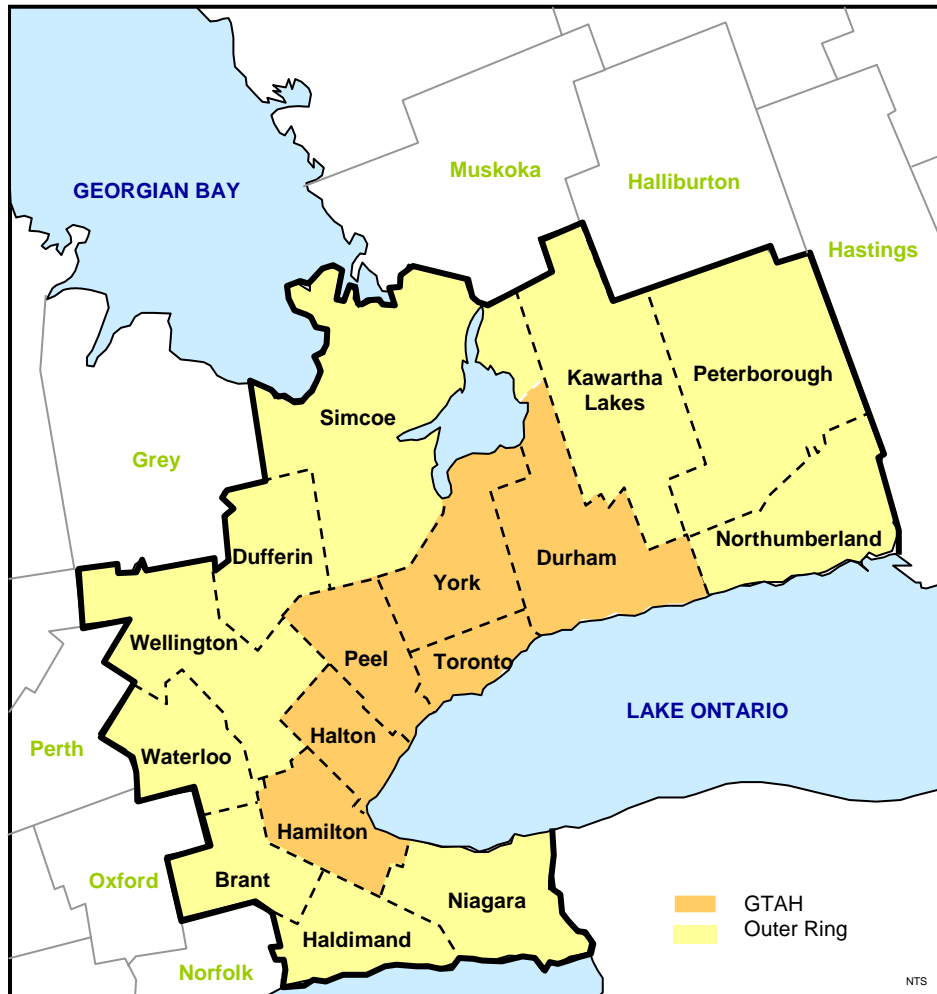 Muskoka
Halliburton
GEORGIAN BAY
Hastings
Kawartha
Lakes
Peterborough
Simcoe
Grey
Northumberland
Dufferin
Durham
York
Wellington
Peel
Toronto
LAKE ONTARIO
Halton
Perth
Waterloo
Hamilton
Oxford
Brant
Niagara
GTAH
Outer Ring
Haldimand
Norfolk
NTS